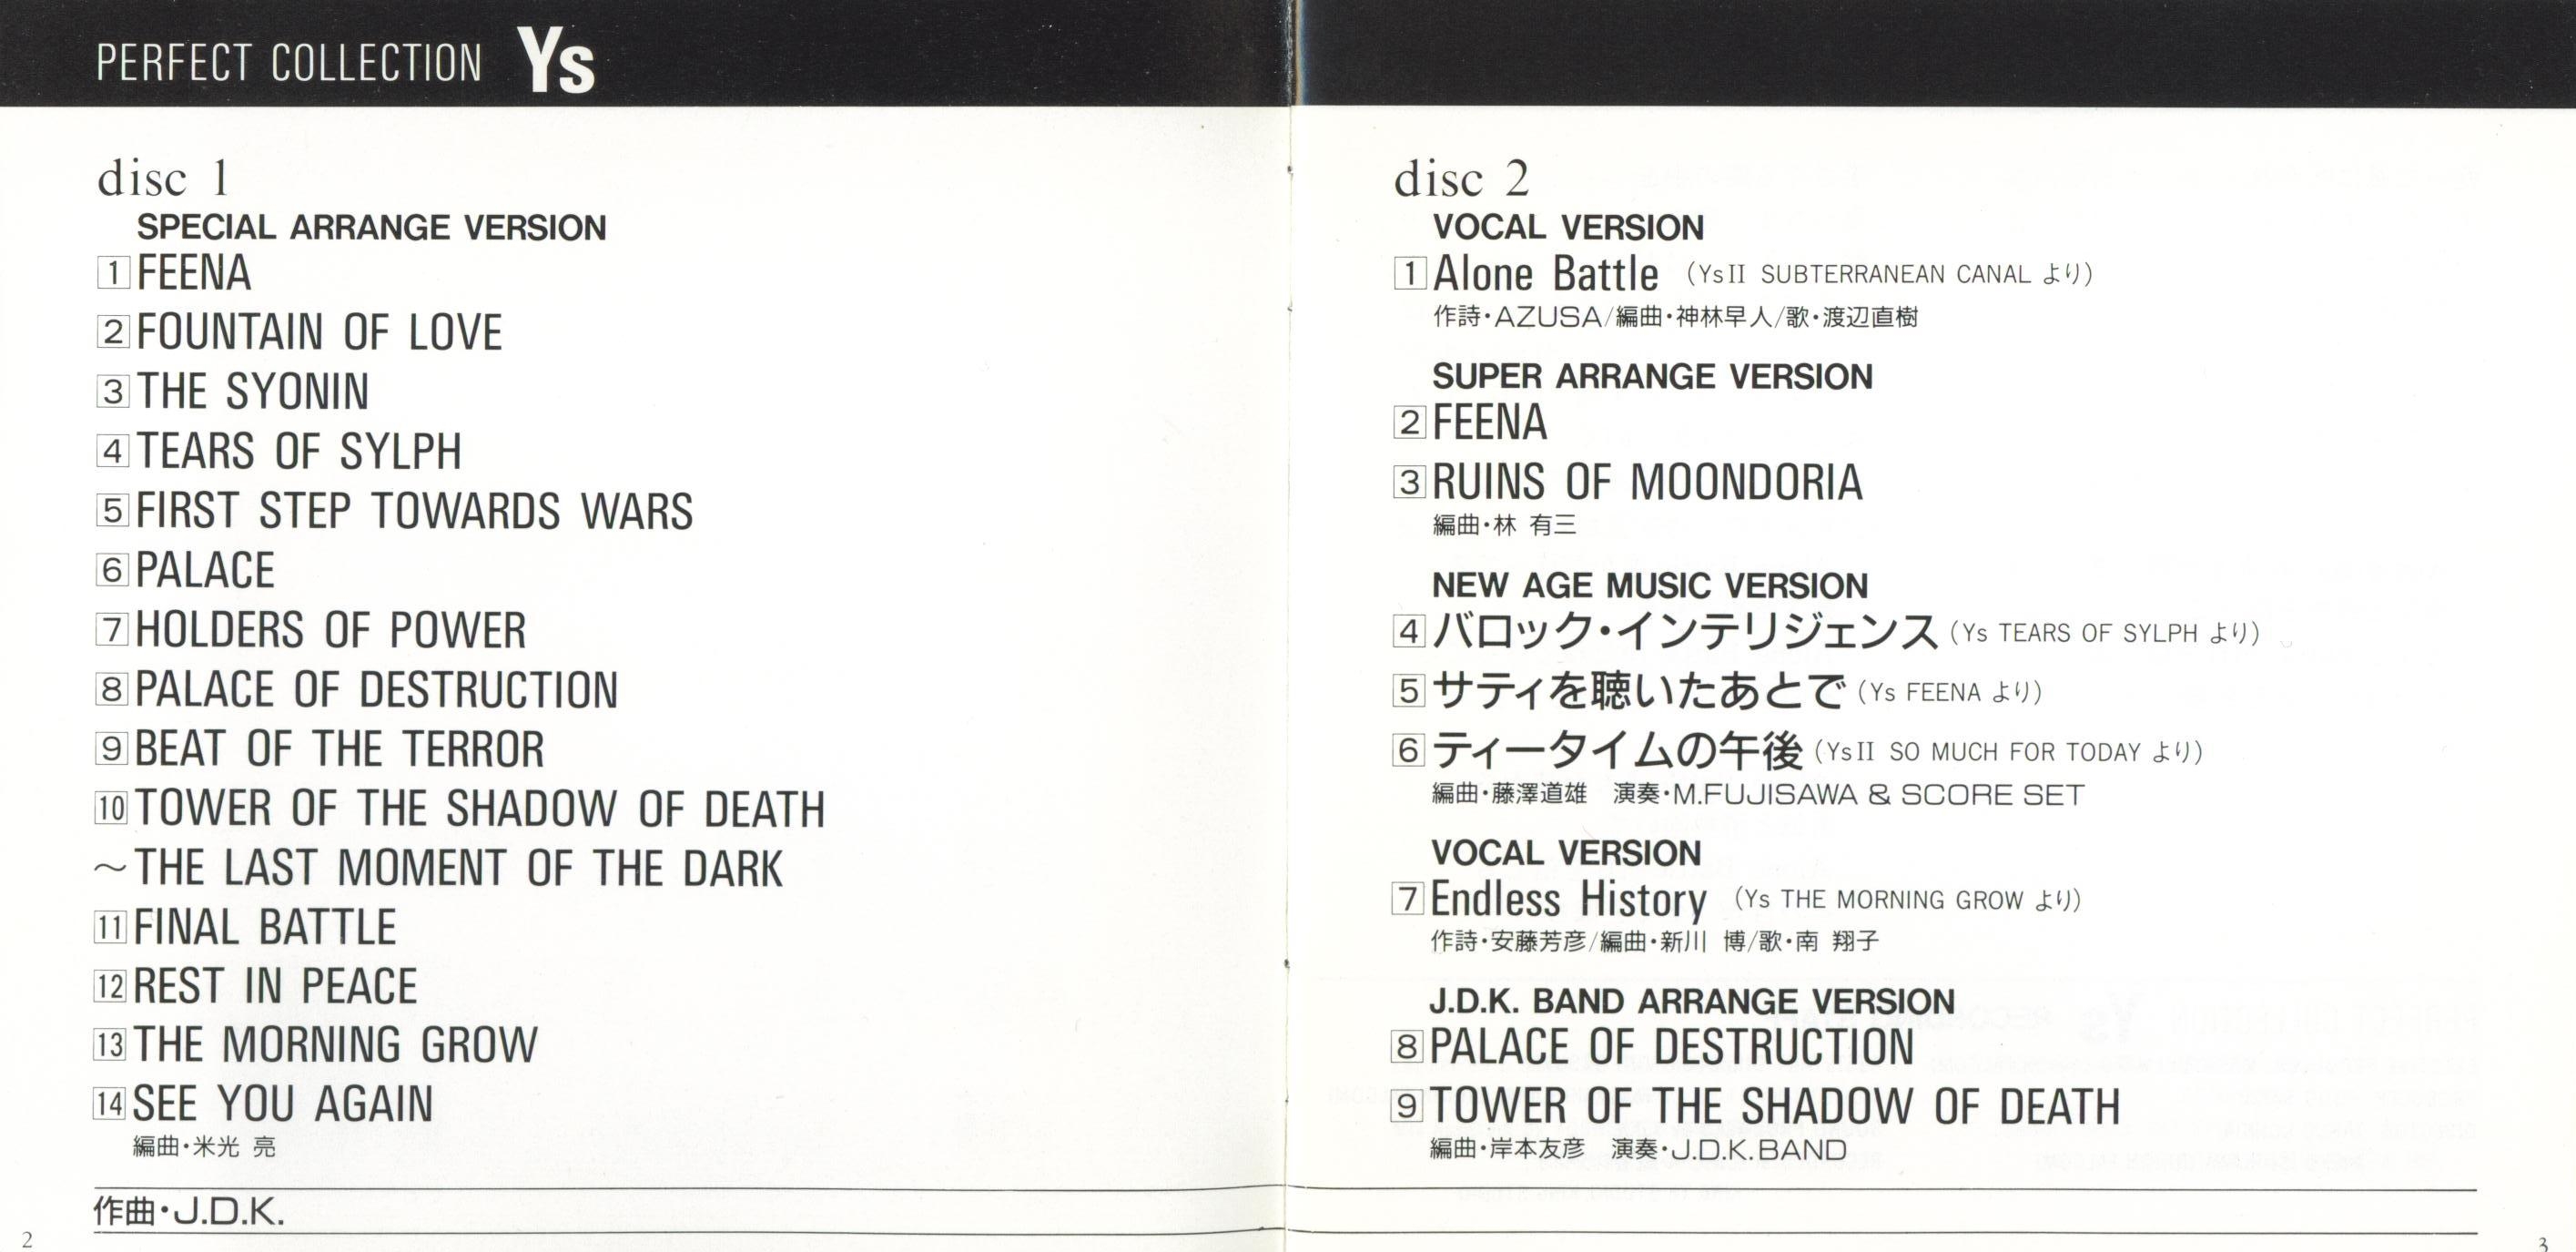 PERFECT COLLECTION Ys
disc 1
SPECIAL ARRANGE VERSION
1 FEENA
2 FOUNTAIN OF LOVE
3 THE SYONIN
4 TEARS OF SYLPH
5 FIRST STEP TOWARDS WARS
6 PALACE
7 HOLDERS OF POWER
8 PALACE OF DESTRUCTION
9 BEAT OF THE TERROR
10 TOWER OF THE SHADOW OF DEATH
～THE LAST MOMENT OF THE DARK
11 FINAL BATTLE
12 REST IN PEACE
13 THE MORNING GROW
14 SEE YOU AGAIN
編曲・米光 亮
作曲・J.D.K.
2
disc 2
VOCAL VERSION
1 Alone Battle (YsII SUBTERRANEAN CANAL より)
作詩・AZUSA/編曲・神林早人/歌・渡辺直樹
SUPER ARRANGE VERSION
2 FEENA
3 RUINS OF MOONDORIA
編曲・林 有三
NEW AGE MUSIC VERSION
4 バロック・インテリジェンス (Ys TEARS OF SYLPH より)
5 サティを聴いたあとで (Ys FEENA より)
6 ティータイムの午後 (YsII SO MUCH FOR TODAY より)
編曲・藤澤道雄 演奏・M.FUJISAWA & SCORE SET
VOCAL VERSION
7 Endless History (Ys THE MORNING GROW より)
作詩・安藤芳彦/編曲・新川 博/歌・南 翔子
J.D.K. BAND ARRANGE VERSION
8 PALACE OF DESTRUCTION
9 TOWER OF THE SHADOW OF DEATH
編曲・岸本友彦 演奏・J.D.K.BAND
3